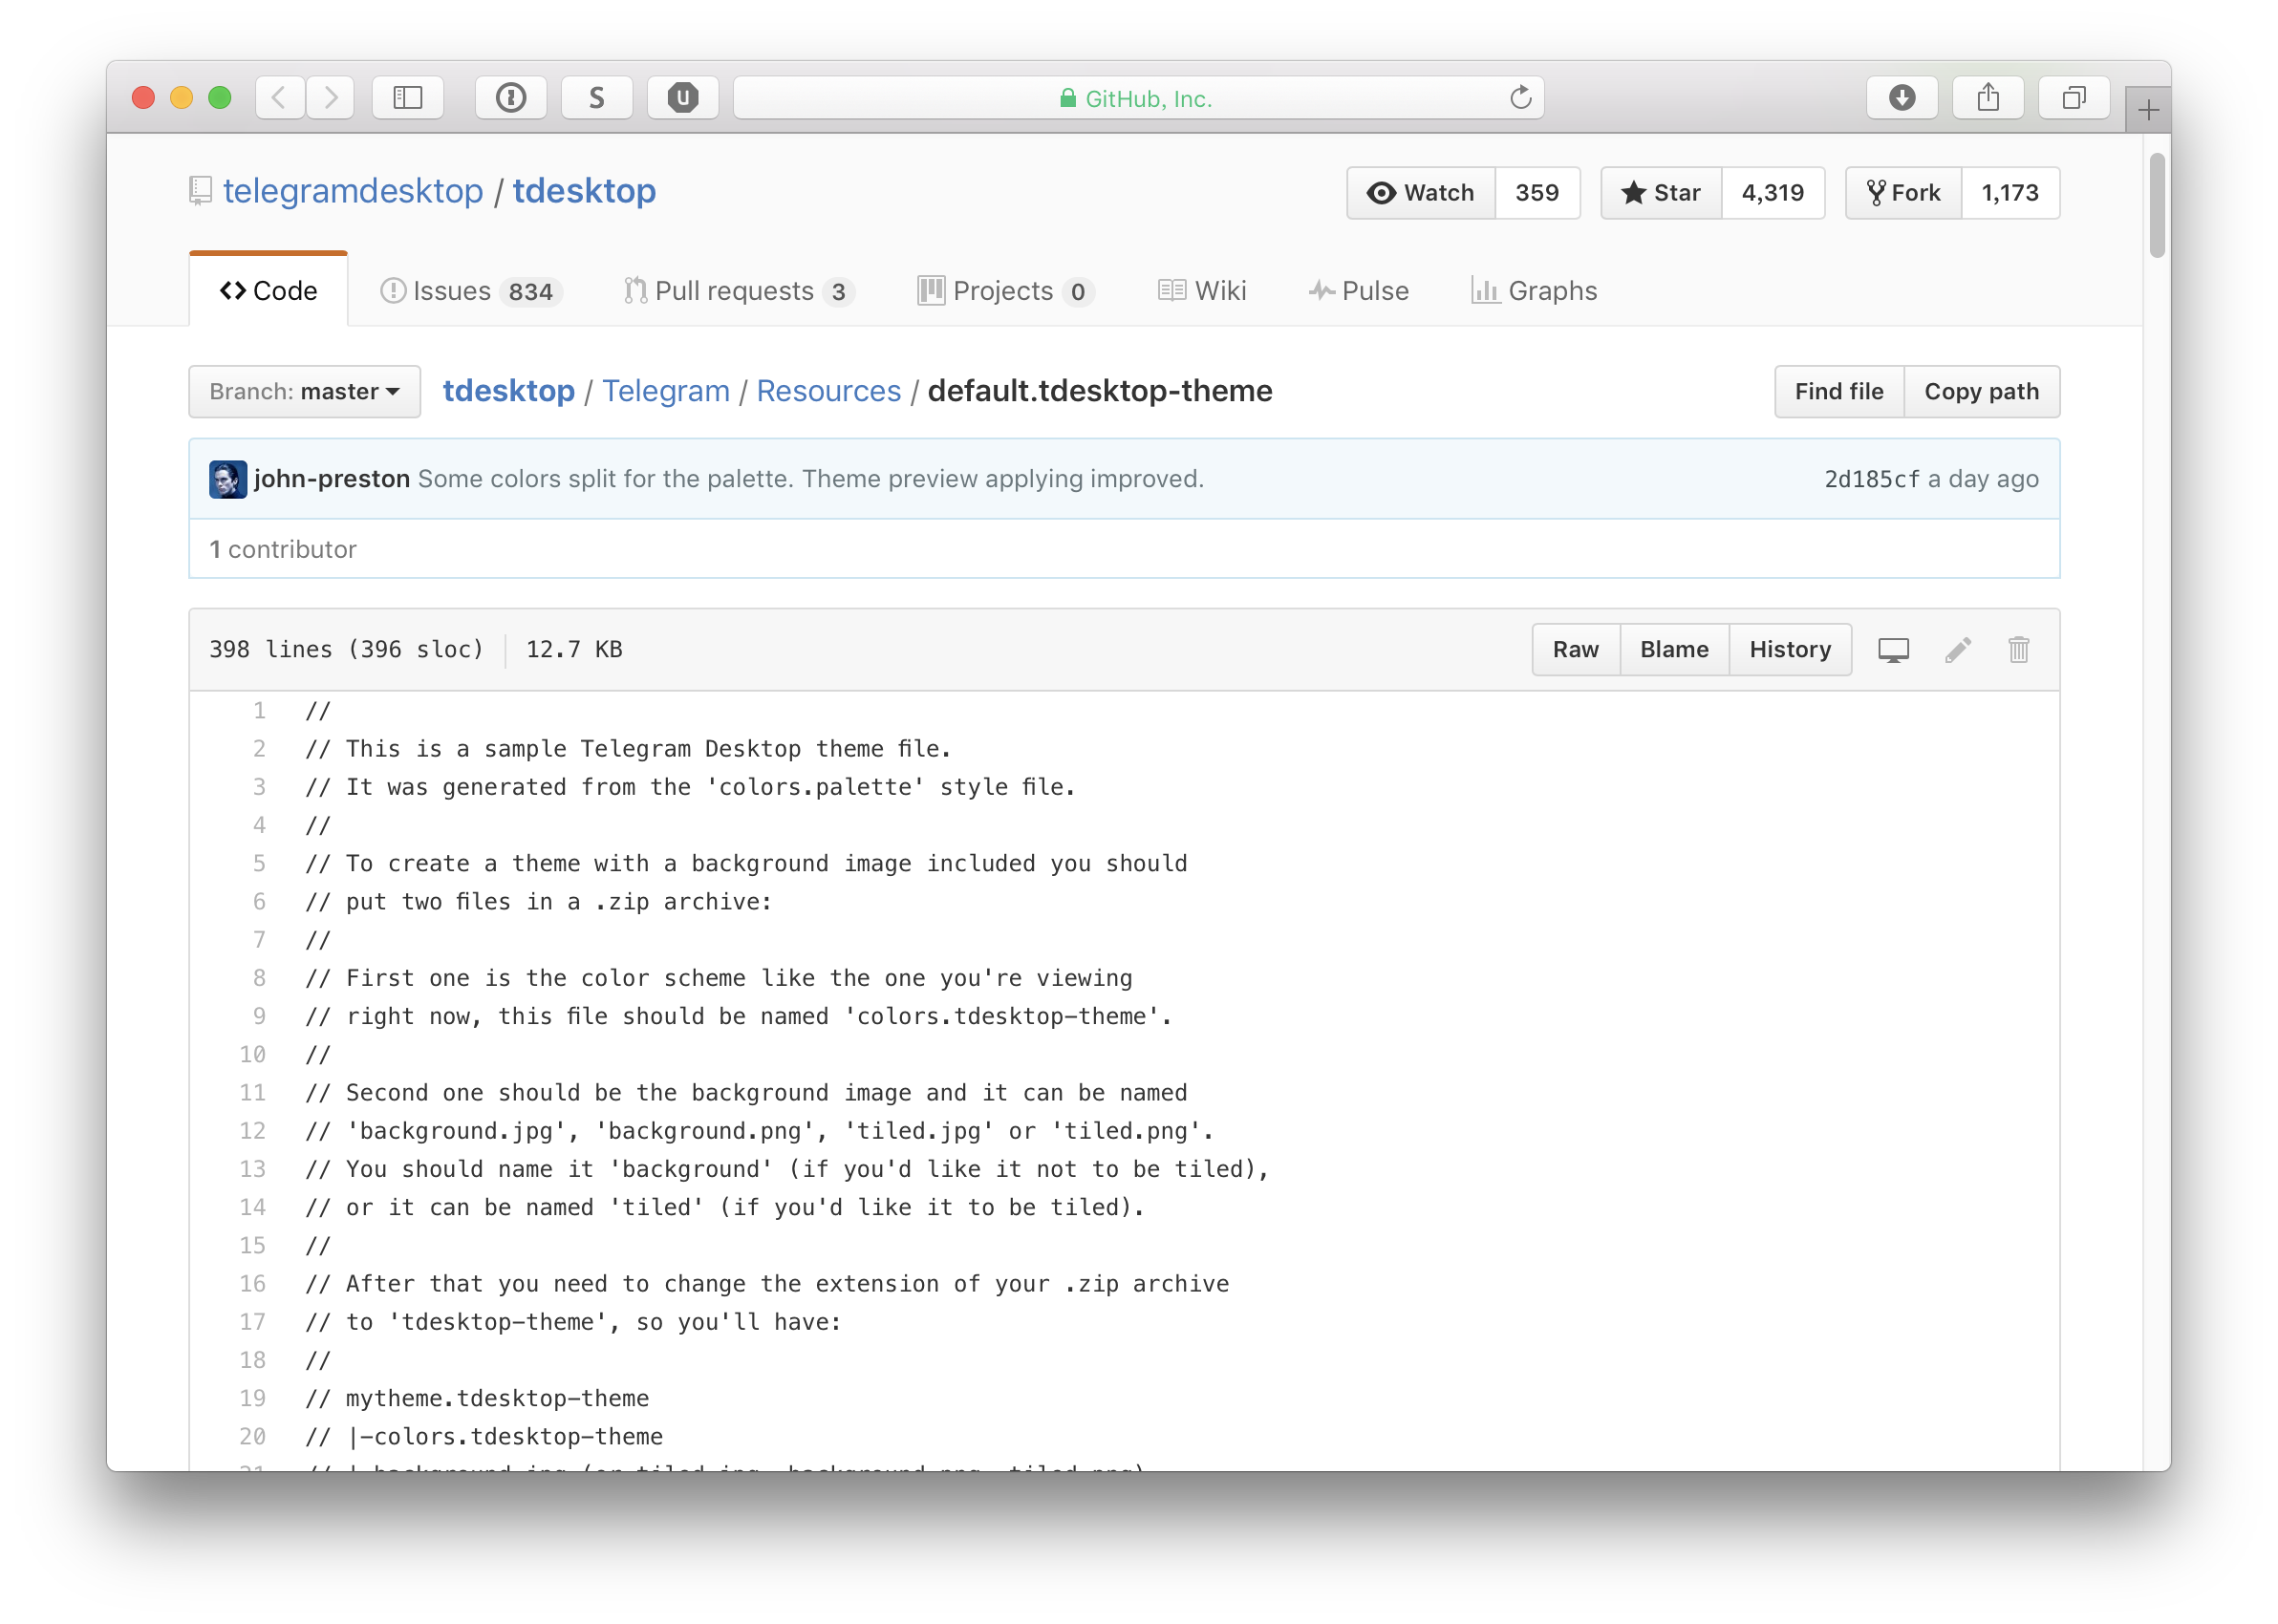 GitHub, Inc.
telegramdesktop / tdesktop
Watch 359 Star 4,319 Fork 1,173
Code Issues 834 Pull requests 3 Projects 0 Wiki Pulse Graphs
Branch: master tdesktop / Telegram / Resources / default.tdesktop-theme Find file Copy path
john-preston Some colors split for the palette. Theme preview applying improved. 2d185cf a day ago
1 contributor
398 lines (396 sloc) 12.7 KB Raw Blame History
1 //
2 // This is a sample Telegram Desktop theme file.
3 // It was generated from the 'colors.palette' style file.
4 //
5 // To create a theme with a background image included you should
6 // put two files in a .zip archive:
7 //
8 // First one is the color scheme like the one you're viewing
9 // right now, this file should be named 'colors.tdesktop-theme'.
10 //
11 // Second one should be the background image and it can be named
12 // 'background.jpg', 'background.png', 'tiled.jpg' or 'tiled.png'.
13 // You should name it 'background' (if you'd like it not to be tiled),
14 // or it can be named 'tiled' (if you'd like it to be tiled).
15 //
16 // After that you need to change the extension of your .zip archive
17 // to 'tdesktop-theme', so you'll have:
18 //
19 // mytheme.tdesktop-theme
20 // |-colors.tdesktop-theme
21 // |-background.jpg (or tiled.jpg, background.png, tiled.png)